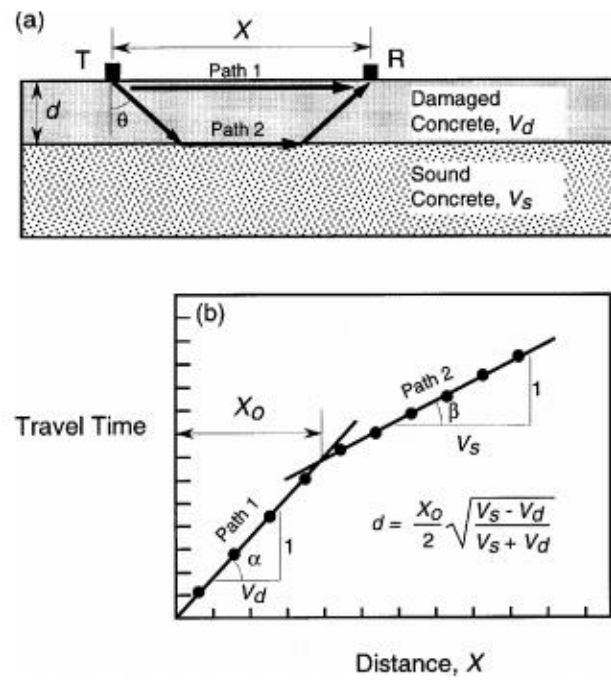 (a)
X
T
R
Path 1
d
θ
Path 2
Damaged
Concrete, Vd
Sound
Concrete, Vs
(b)
Travel Time
Xo
Path 2
β
1
Vs
Path 1
α
1
Vd
d = Xo/2 √((Vs - Vd)/(Vs + Vd))
Distance, X